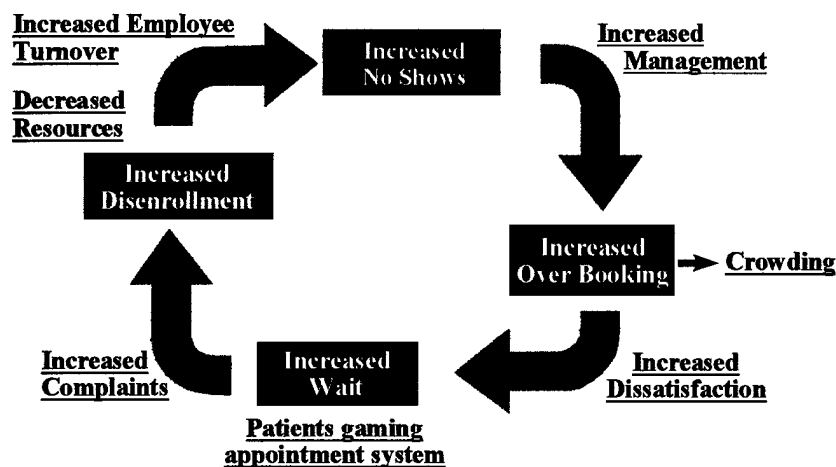 Increased Employee
Turnover
Increased
No Shows
Increased
Management
Decreased
Resources
Increased
Disenrollment
Increased
Over Booking
Crowding
Increased
Complaints
Increased
Wait
Increased
Dissatisfaction
Patients gaming
appointment system